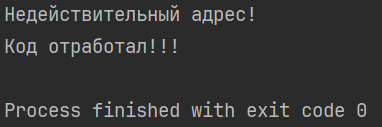 Недействительный адрес!
Код отработал!!!
Process finished with exit code 0